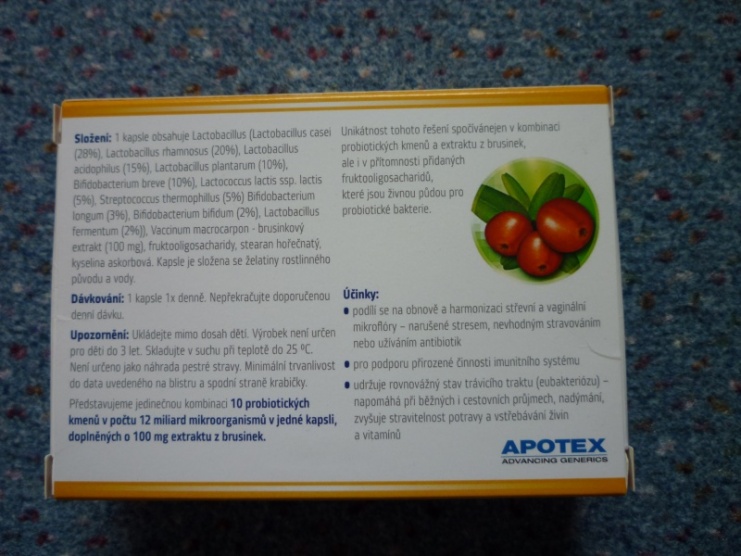 Složení: 1 kapsle obsahuje Lactobacillus (Lactobacillus casei
(28%), Lactobacillus rhamnosus (20%), Lactobacillus
acidophilus (15%), Lactobacillus plantarum (10%),
Bifidobacterium breve (10%), Lactococcus lactis ssp. lactis
(5%), Streptococcus thermophillus (5%) Bifidobacterium
longum (3%), Bifidobacterium bifidum (2%), Lactobacillus
fermentum (2%)), Vaccinum macrocarpon - brusinkový
extrakt (100 mg), fruktooligosacharidy, stearan hořečnatý,
kyselina askorbová. Kapsle je složena se želatiny rostlinného
původu a vody.
Dávkování: 1 kapsle 1x denně. Nepřekračujte doporučenou
denní dávku.
Upozornění: Ukládejte mimo dosah dětí. Výrobek není určen
pro děti do 3 let. Skladujte v suchu při teplotě do 25 ºC.
Není určeno jako náhrada pestré stravy. Minimální trvanlivost
do data uvedeného na blistru a spodní straně krabičky.
Představujeme jedinečnou kombinaci 10 probiotických
kmenů v počtu 12 miliard mikroorganismů v jedné kapsli,
doplněných o 100 mg extraktu z brusinek.
Unikátnost tohoto řešení spočívánejen v kombinaci
probiotických kmenů a extraktu z brusinek,
ale i v přítomnosti přidaných
fruktooligosacharidů,
které jsou živnou půdou pro
probiotické bakterie.
Účinky:
• podílí se na obnově a harmonizaci střevní a vaginální
mikroflóry – narušené stresem, nevhodným stravováním
nebo užíváním antibiotik
• pro podporu přirozené činnosti imunitního systému
• udržuje rovnovážný stav trávicího traktu (eubakteriózu) –
napomáhá při běžných i cestovních průjmech, nadýmání,
zvyšuje stravitelnost potravy a vstřebávání živin
a vitamínů
APOTEX
ADVANCING GENERICS